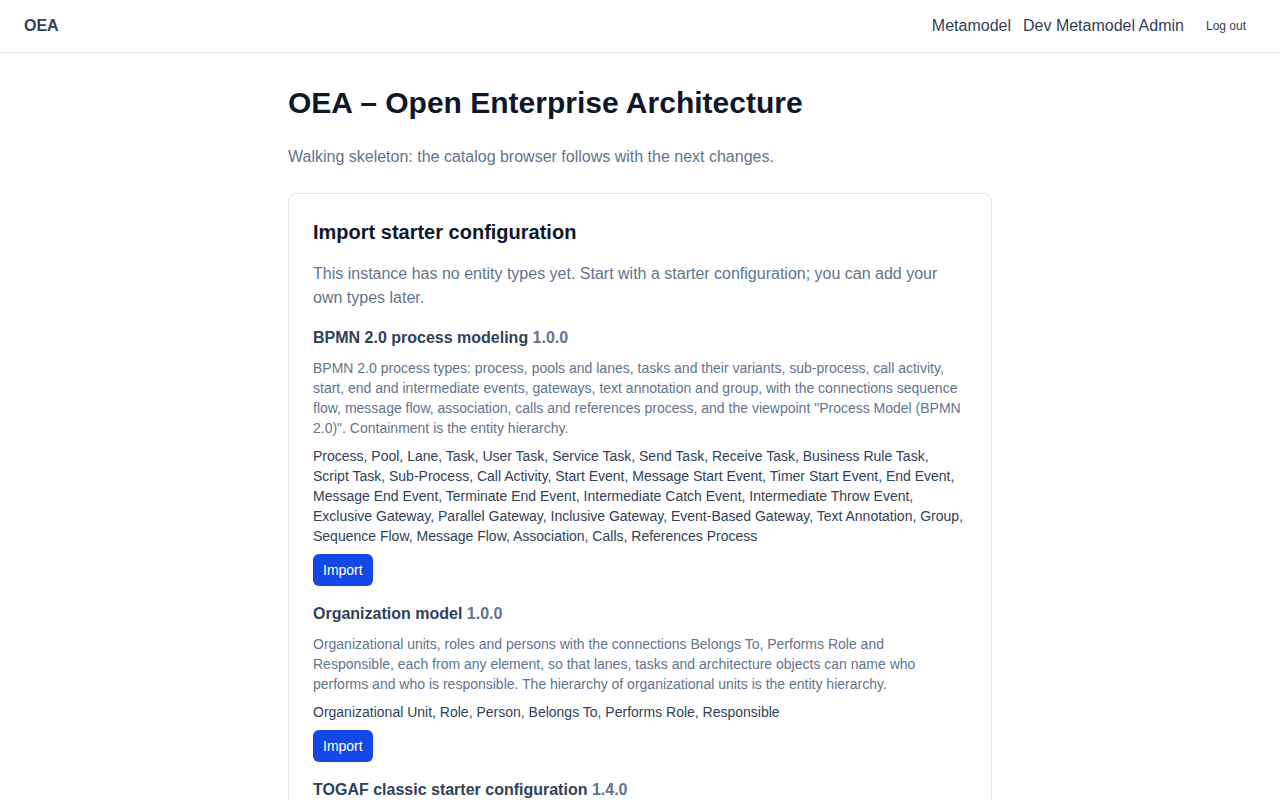 OEA
Metamodel Dev Metamodel Admin Log out
OEA – Open Enterprise Architecture
Walking skeleton: the catalog browser follows with the next changes.
Import starter configuration
This instance has no entity types yet. Start with a starter configuration; you can add your
own types later.
BPMN 2.0 process modeling 1.0.0
BPMN 2.0 process types: process, pools and lanes, tasks and their variants, sub-process, call activity,
start, end and intermediate events, gateways, text annotation and group, with the connections sequence
flow, message flow, association, calls and references process, and the viewpoint "Process Model (BPMN
2.0)". Containment is the entity hierarchy.
Process, Pool, Lane, Task, User Task, Service Task, Send Task, Receive Task, Business Rule Task,
Script Task, Sub-Process, Call Activity, Start Event, Message Start Event, Timer Start Event, End Event,
Message End Event, Terminate End Event, Intermediate Catch Event, Intermediate Throw Event,
Exclusive Gateway, Parallel Gateway, Inclusive Gateway, Event-Based Gateway, Text Annotation, Group,
Sequence Flow, Message Flow, Association, Calls, References Process
Import
Organization model 1.0.0
Organizational units, roles and persons with the connections Belongs To, Performs Role and
Responsible, each from any element, so that lanes, tasks and architecture objects can name who
performs and who is responsible. The hierarchy of organizational units is the entity hierarchy.
Organizational Unit, Role, Person, Belongs To, Performs Role, Responsible
Import
TOGAF classic starter configuration 1.4.0